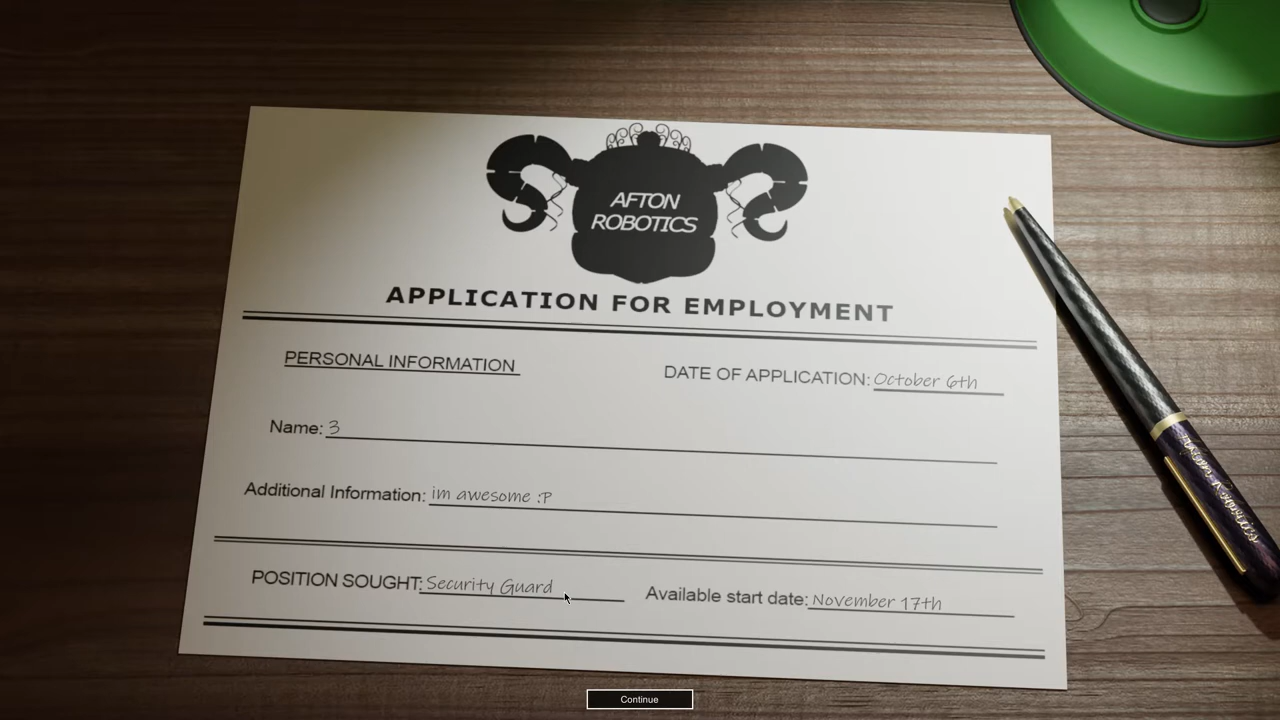 AFTON
ROBOTICS
APPLICATION FOR EMPLOYMENT
PERSONAL INFORMATION
DATE OF APPLICATION: October 6th
Name: 3
Additional Information: im awesome :P
POSITION SOUGHT: Security Guard
Available start date: November 17th
Continue